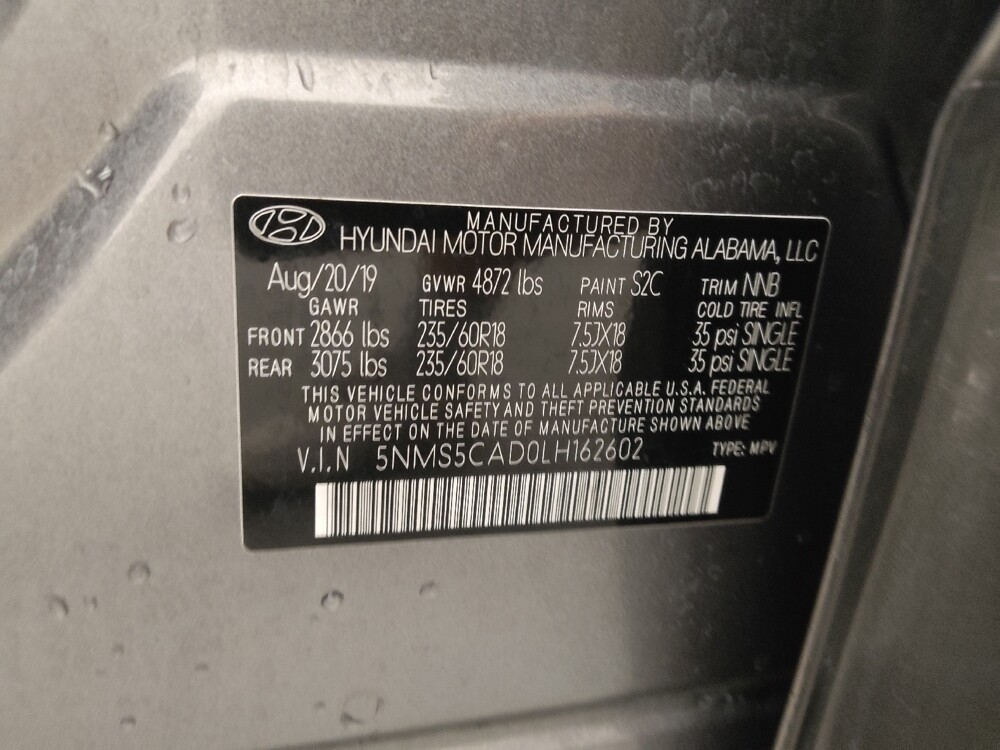 MANUFACTURED BY
HYUNDAI MOTOR MANUFACTURING ALABAMA, LLC
Aug/20/19 GVWR 4872 lbs PAINT S2C TRIM NNB
GAWR TIRES RIMS COLD TIRE INFL
FRONT 2866 lbs 235/60R18 7.5JX18 35 psi SINGLE
REAR 3075 lbs 235/60R18 7.5JX18 35 psi SINGLE
THIS VEHICLE CONFORMS TO ALL APPLICABLE U.S.A. FEDERAL
MOTOR VEHICLE SAFETY AND THEFT PREVENTION STANDARDS
IN EFFECT ON THE DATE OF MANUFACTURE SHOWN ABOVE
V.I.N 5NMS5CAD0LH162602 TYPE: MPV